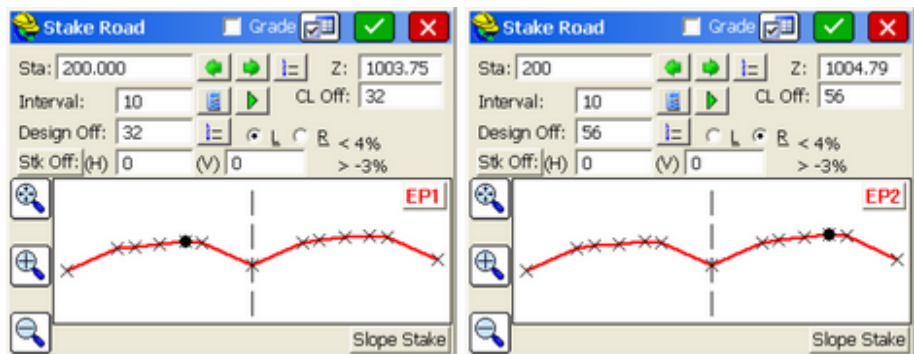 Stake Road Grade
Sta: 200.000 Z: 1003.75
Interval: 10 CL Off: 32
Design Off: 32 L R < 4%
Stk Off: (H) 0 (V) 0 > -3%
EP1
Slope Stake
Stake Road Grade
Sta: 200 Z: 1004.79
Interval: 10 CL Off: 56
Design Off: 56 L R < 4%
Stk Off: (H) 0 (V) 0 > -3%
EP2
Slope Stake